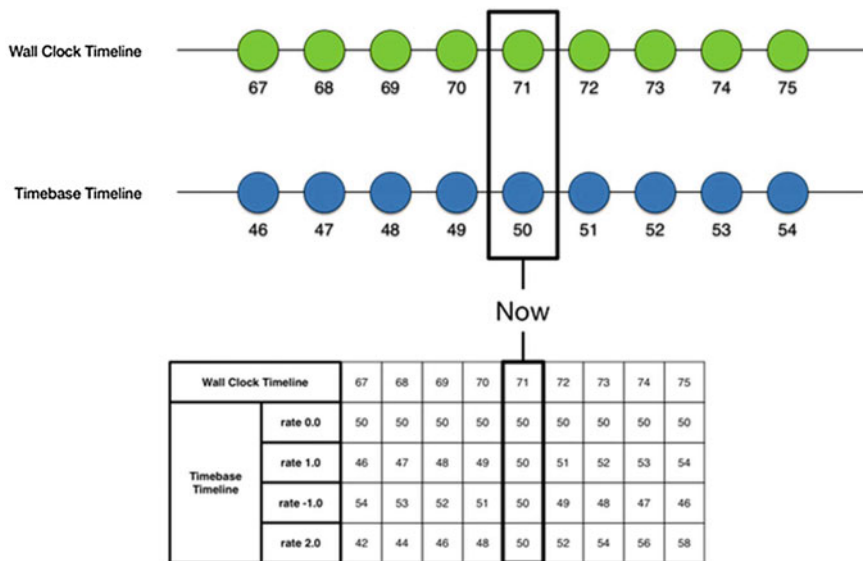 Wall Clock Timeline
67 68 69 70 71 72 73 74 75
Timebase Timeline
46 47 48 49 50 51 52 53 54
Now
Wall Clock Timeline 67 68 69 70 71 72 73 74 75
Timebase Timeline
rate 0.0 50 50 50 50 50 50 50 50 50
rate 1.0 46 47 48 49 50 51 52 53 54
rate -1.0 54 53 52 51 50 49 48 47 46
rate 2.0 42 44 46 48 50 52 54 56 58